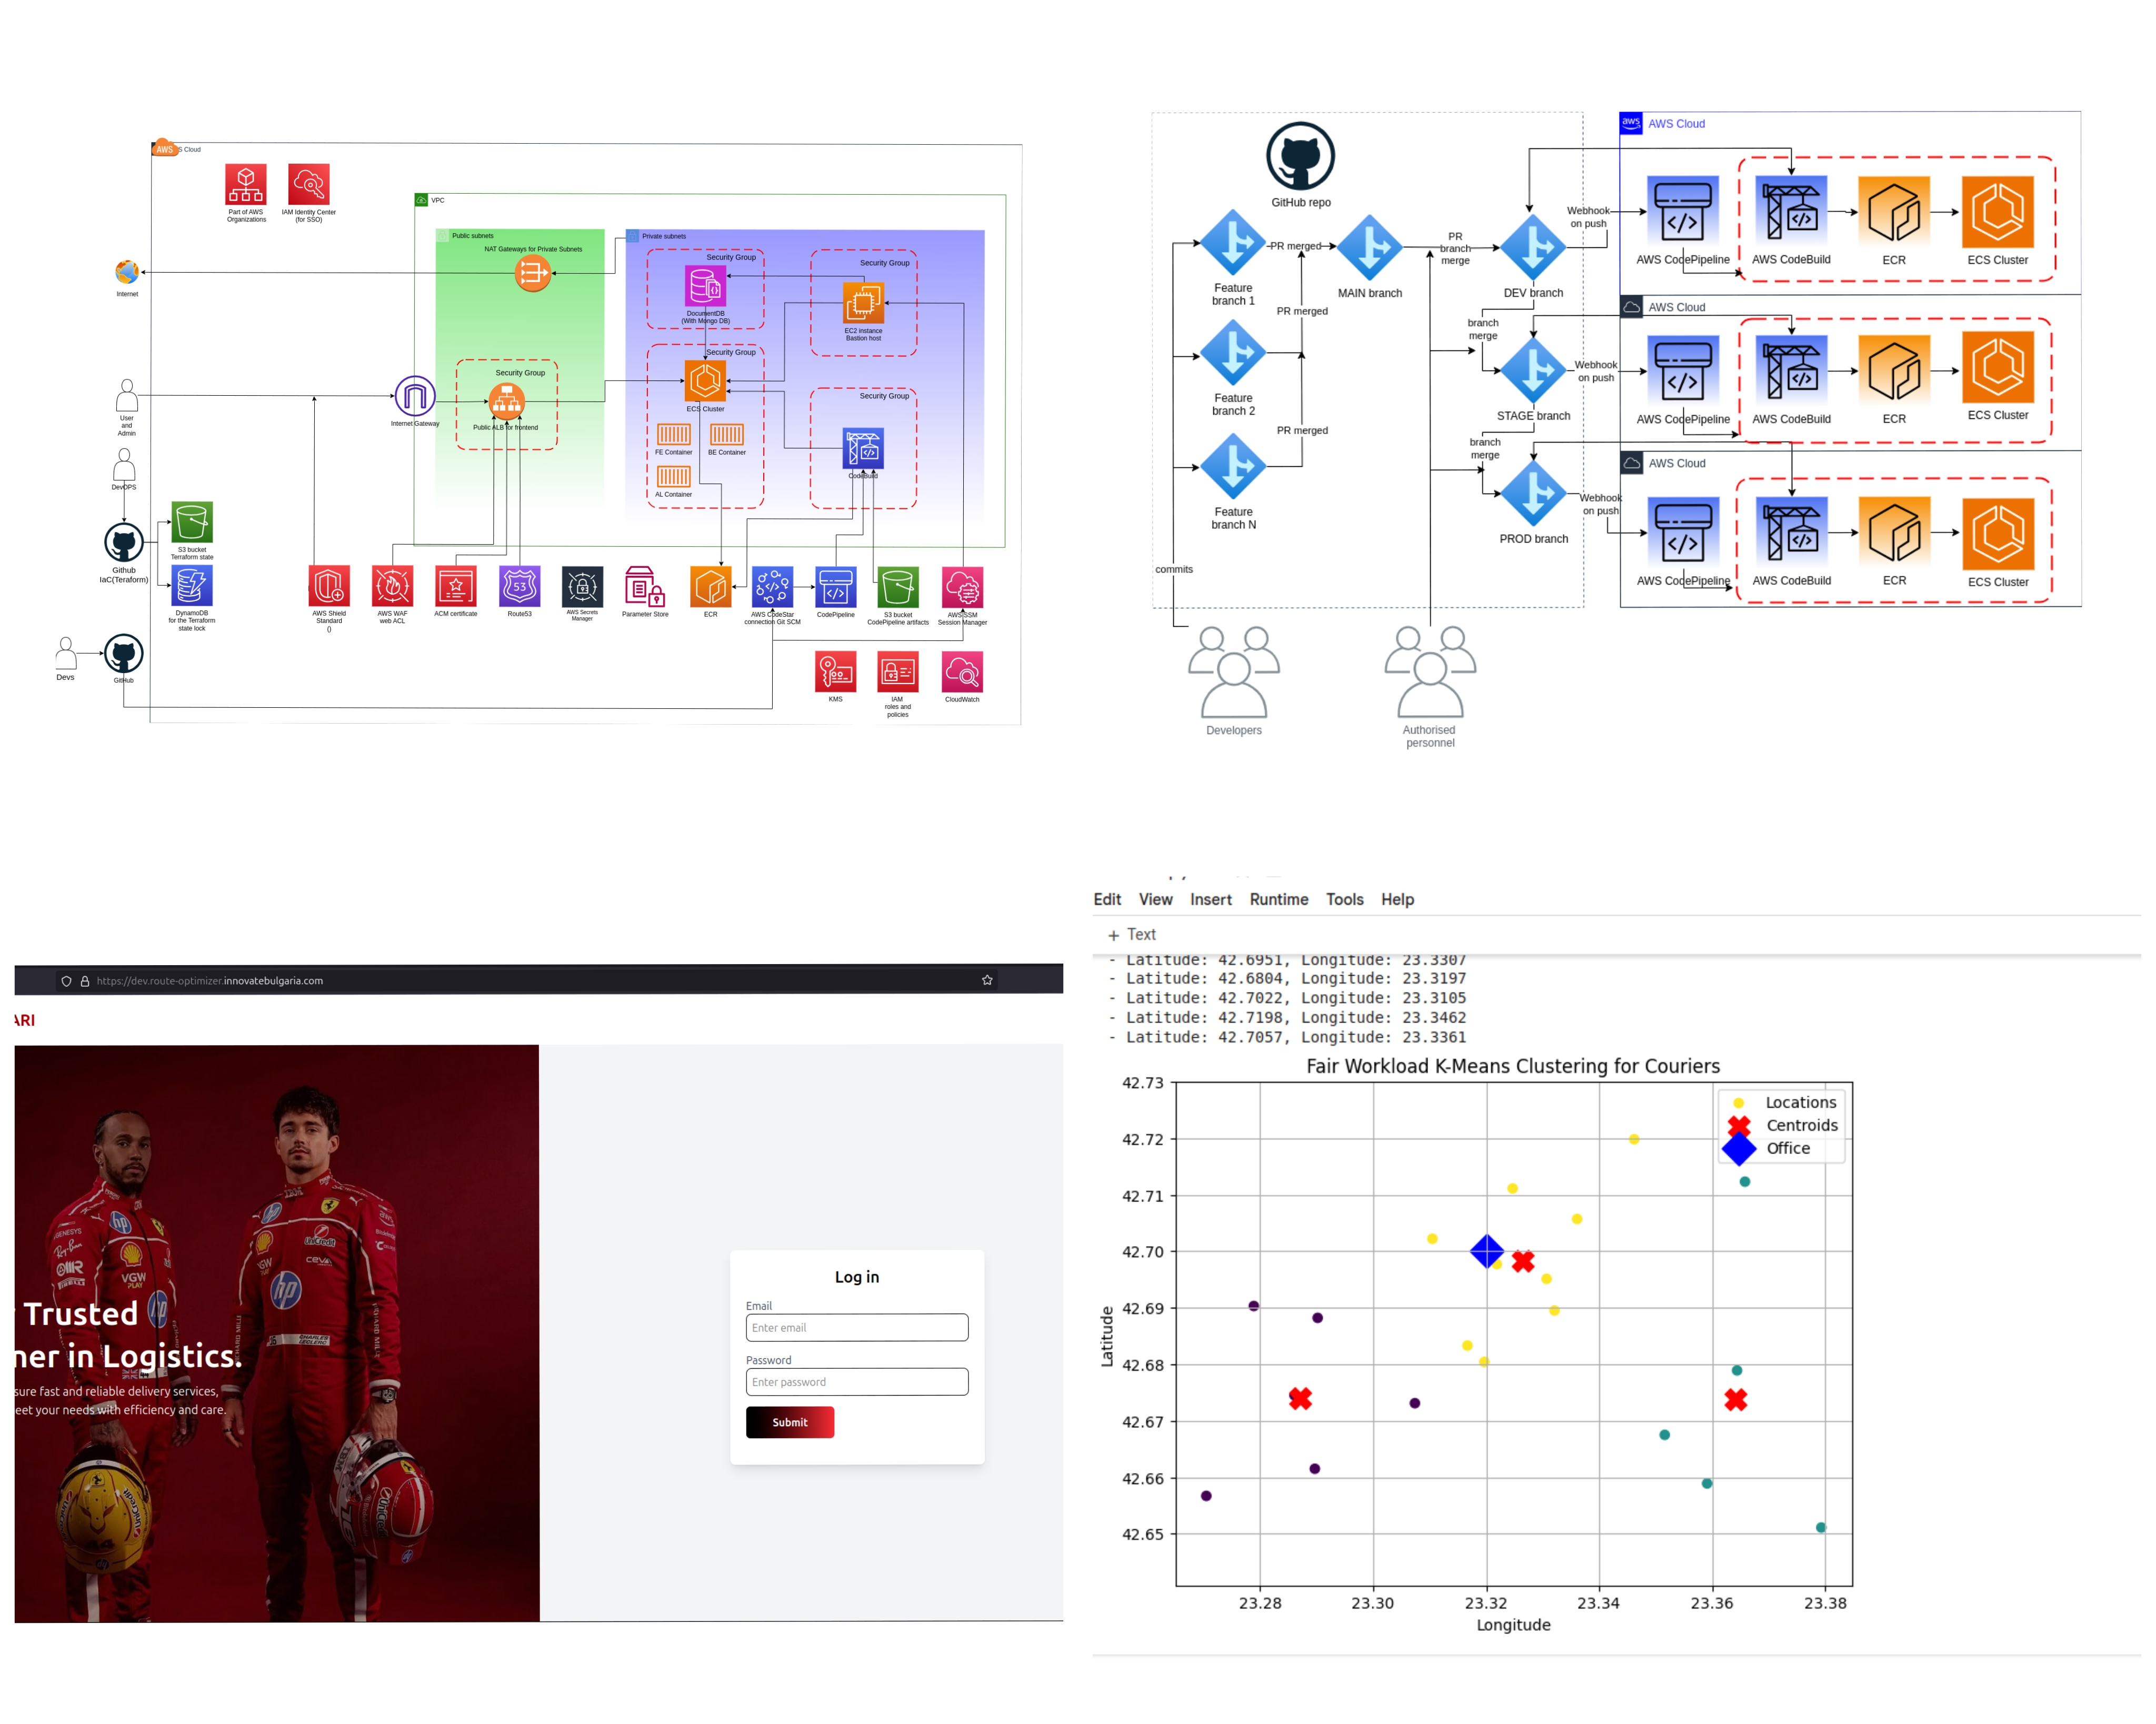 AWS
S Cloud
Part of AWS
Organizations
IAM Identity Center
(for SSO)
VPC
Public subnets
NAT Gateways for Private Subnets
Private subnets
Security Group
DocumentDB
(With Mongo DB)
Security Group
EC2 instance
Bastion host
Internet
User
and
Admin
Internet Gateway
Security Group
Public ALB for frontend
Security Group
ECS Cluster
FE Container
BE Container
AL Container
Security Group
CodeBuild
DevOPS
Github
IaC(Terraform)
S3 bucket
Terraform state
DynamoDB
for the Terraform
state lock
AWS Shield
Standard
()
AWS WAF
web ACL
ACM certificate
53
Route53
AWS Secrets
Manager
Parameter Store
ECR
AWS CodeStar
connection Git SCM
CodePipeline
S3 bucket
CodePipeline artifacts
AWS SSM
Session Manager
Devs
GitHub
KMS
IAM
roles and
policies
CloudWatch
GitHub repo
Feature
branch 1
PR merged
MAIN branch
PR
branch
merge
DEV branch
Webhook
on push
PR merged
Feature
branch 2
branch
merge
STAGE branch
Webhook
on push
PR merged
Feature
branch N
branch
merge
PROD branch
Webhook
on push
commits
Developers
Authorised
personnel
aws
AWS Cloud
AWS CodePipeline
AWS CodeBuild
ECR
ECS Cluster
AWS Cloud
AWS CodePipeline
AWS CodeBuild
ECR
ECS Cluster
AWS Cloud
AWS CodePipeline
AWS CodeBuild
ECR
ECS Cluster
https://dev.route-optimizer.innovatebulgaria.com
ARI
Trusted
ner in Logistics.
sure fast and reliable delivery services,
eet your needs with efficiency and care.
hp
VGW
PLAY
hp
UniCredit
CEVA
hp
CHARLES
LECLERC
Log in
Email
Enter email
Password
Enter password
Submit
Edit View Insert Runtime Tools Help
+ Text
- Latitude: 42.6951, Longitude: 23.3307
- Latitude: 42.6804, Longitude: 23.3197
- Latitude: 42.7022, Longitude: 23.3105
- Latitude: 42.7198, Longitude: 23.3462
- Latitude: 42.7057, Longitude: 23.3361
Fair Workload K-Means Clustering for Couriers
Locations
Centroids
Office
Latitude
42.73
42.72
42.71
42.70
42.69
42.68
42.67
42.66
42.65
23.28 23.30 23.32 23.34 23.36 23.38
Longitude